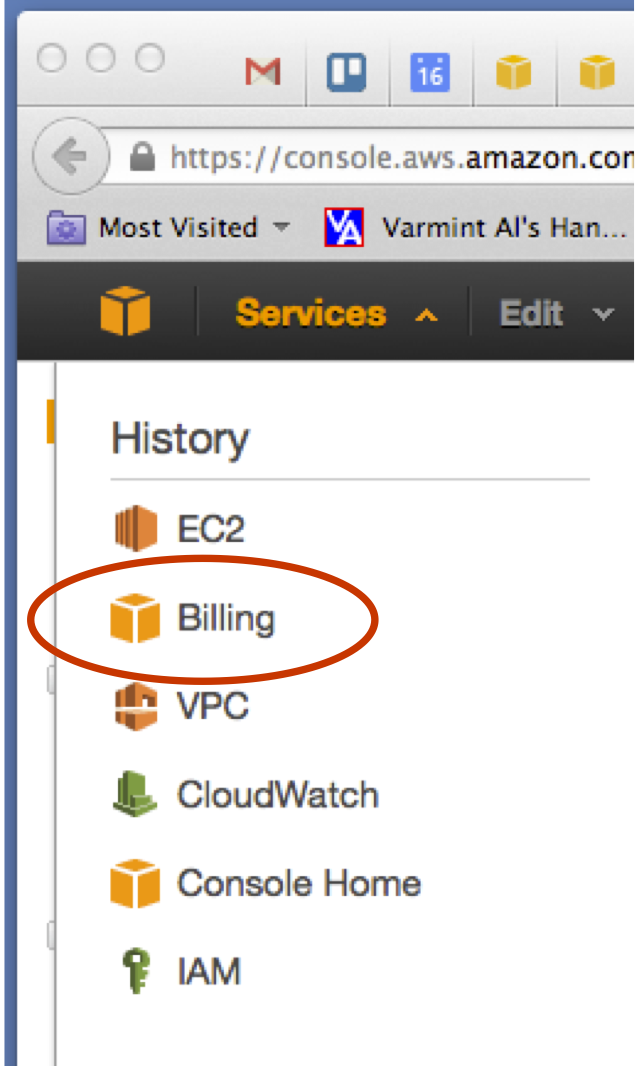 16
https://console.aws.amazon.com
Most Visited VA Varmint Al's Han...
Services Edit
History
EC2
Billing
VPC
CloudWatch
Console Home
IAM